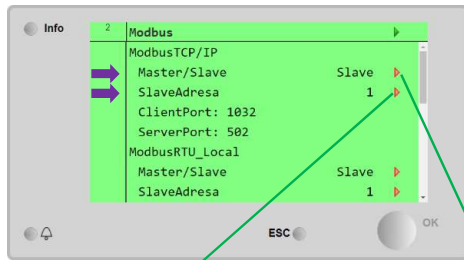 Info
2 Modbus
ModbusTCP/IP
Master/Slave Slave
SlaveAdresa 1
ClientPort: 1032
ServerPort: 502
ModbusRTU_Local
Master/Slave Slave
SlaveAdresa 1
ESC
OK